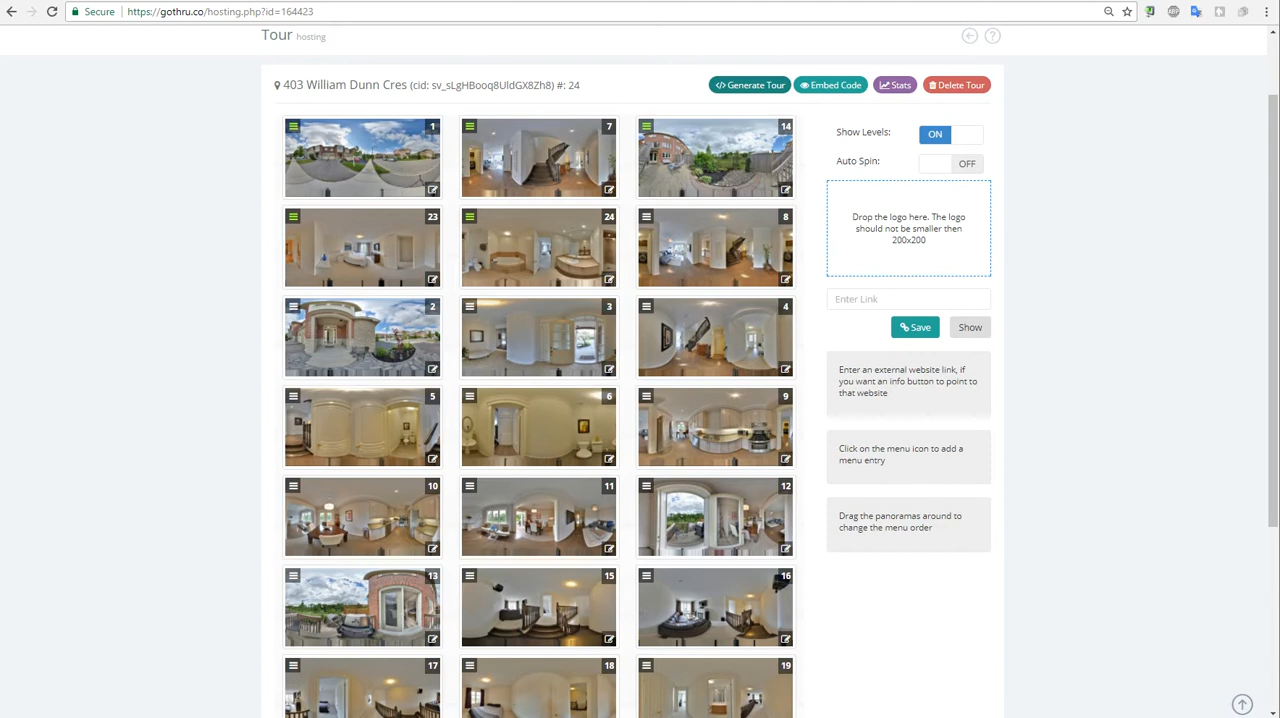 Secure
https://gothru.co/hosting.php?id=164423
Tour hosting
403 William Dunn Cres (cid: sv_sLgHBooq8UldGX8Zh8) #: 24
Generate Tour
Embed Code
Stats
Delete Tour
1
7
14
23
24
8
2
3
4
5
6
9
10
11
12
13
15
16
17
18
19
Show Levels:
ON
Auto Spin:
OFF
Drop the logo here. The logo
should not be smaller then
200x200
Enter Link
Save
Show
Enter an external website link, if
you want an info button to point to
that website
Click on the menu icon to add a
menu entry
Drag the panoramas around to
change the menu order